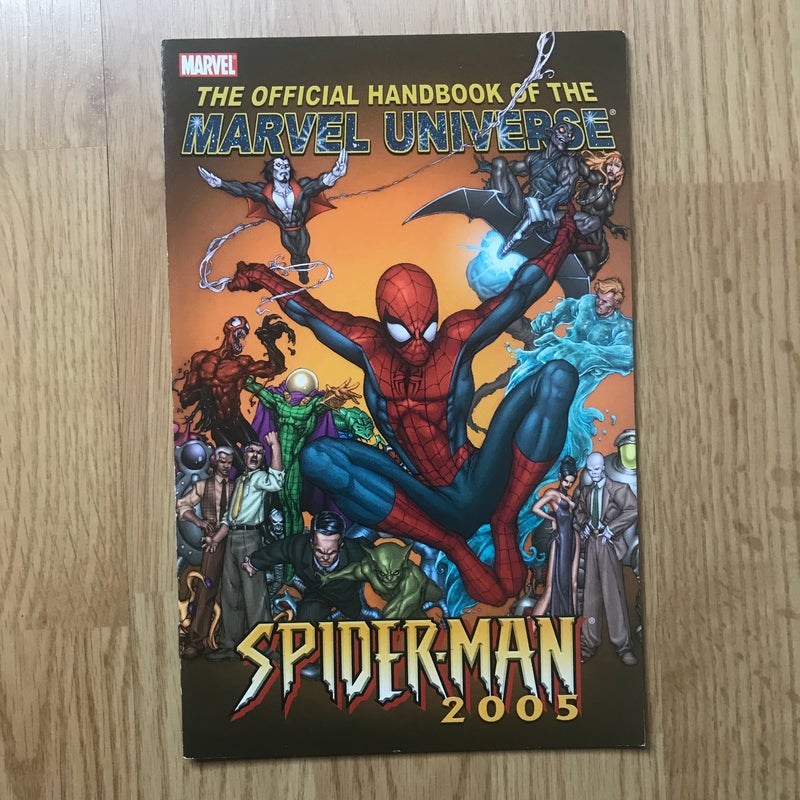 MARVEL®
THE OFFICIAL HANDBOOK OF THE
MARVEL UNIVERSE®
SPIDER-MAN®
2005